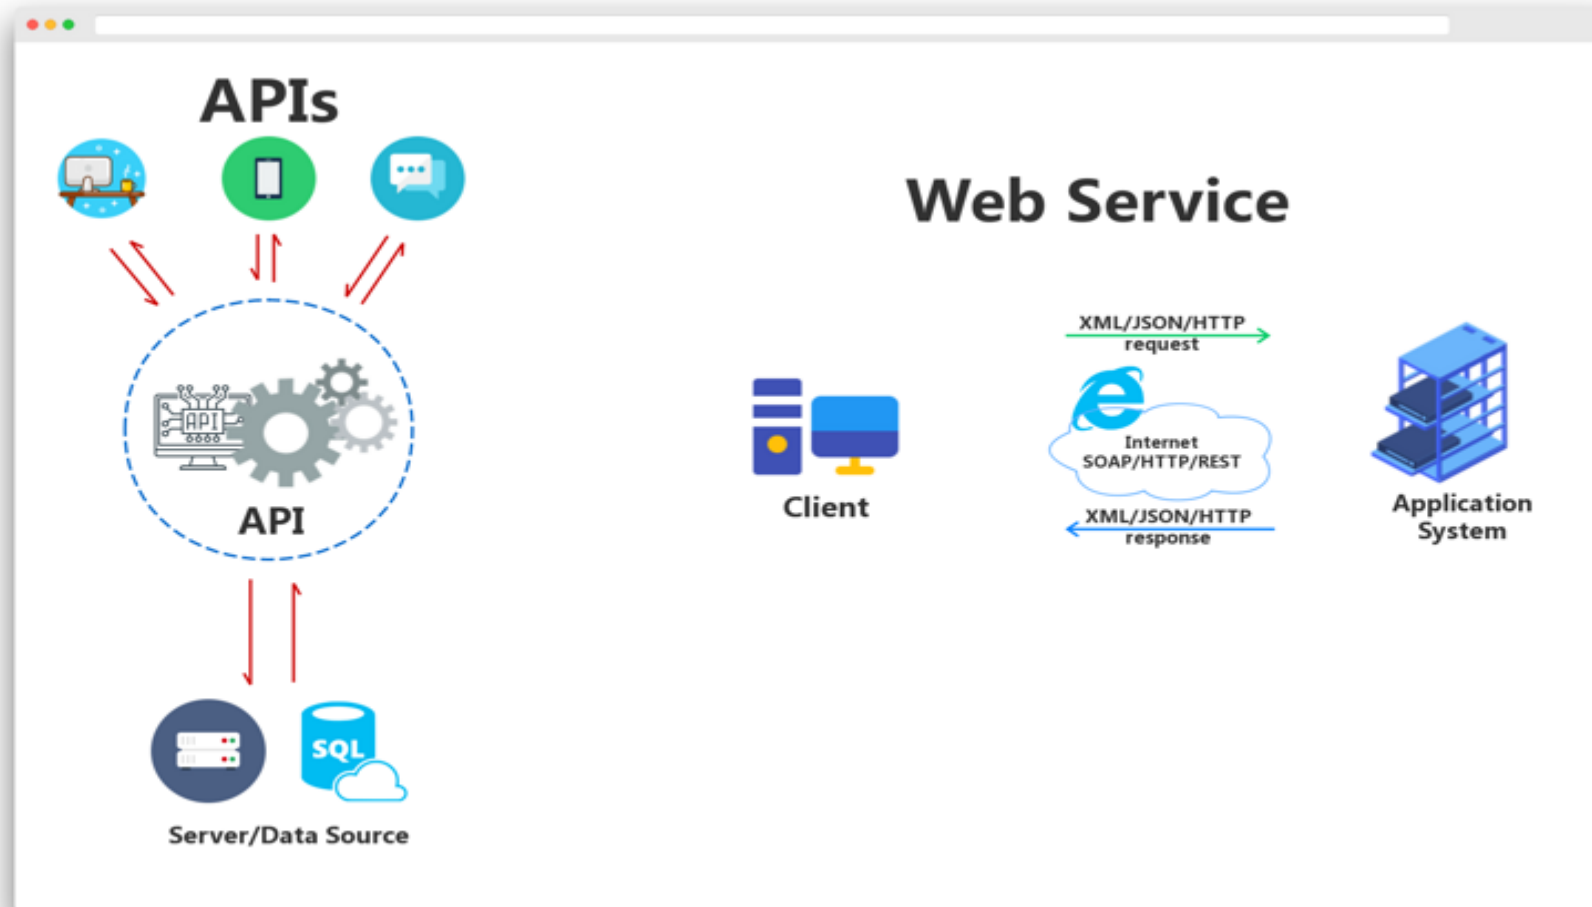 APIs
API
API
SQL
Server/Data Source
Web Service
XML/JSON/HTTP
request
Internet
SOAP/HTTP/REST
XML/JSON/HTTP
response
Client
Application
System